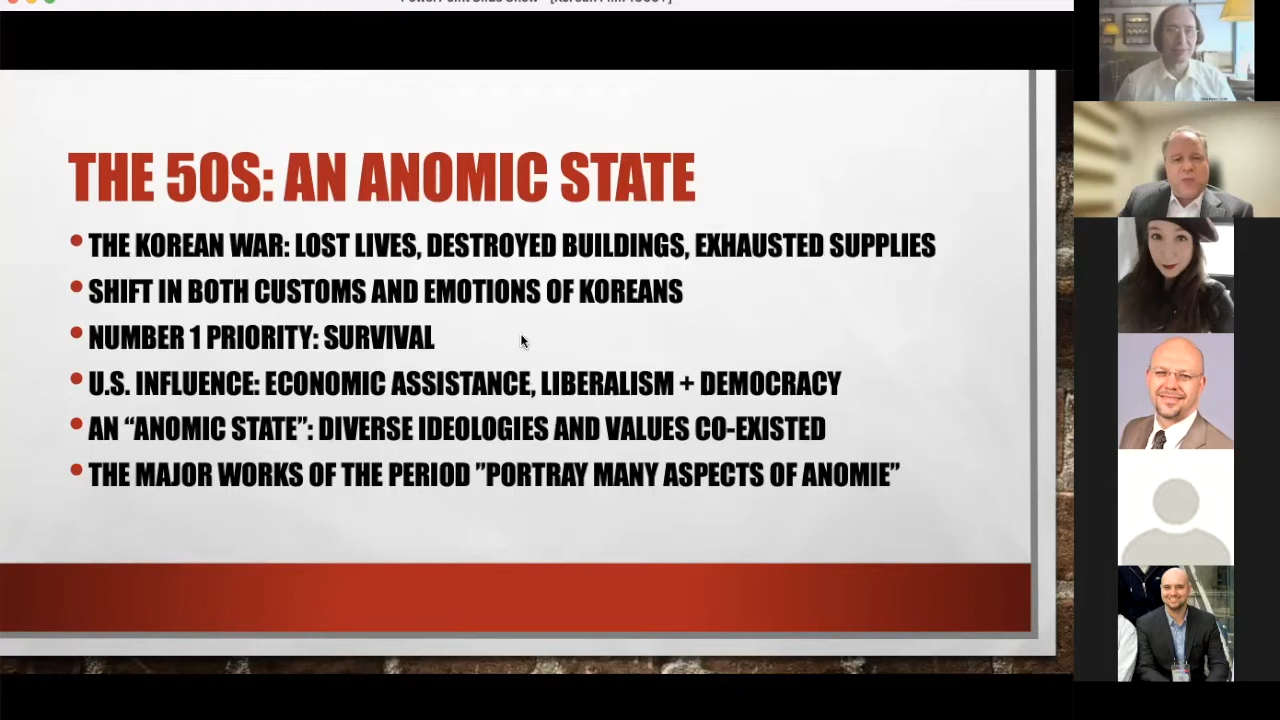 THE 50S: AN ANOMIC STATE
• THE KOREAN WAR: LOST LIVES, DESTROYED BUILDINGS, EXHAUSTED SUPPLIES
• SHIFT IN BOTH CUSTOMS AND EMOTIONS OF KOREANS
• NUMBER 1 PRIORITY: SURVIVAL
• U.S. INFLUENCE: ECONOMIC ASSISTANCE, LIBERALISM + DEMOCRACY
• AN “ANOMIC STATE”: DIVERSE IDEOLOGIES AND VALUES CO-EXISTED
• THE MAJOR WORKS OF THE PERIOD ”PORTRAY MANY ASPECTS OF ANOMIE”